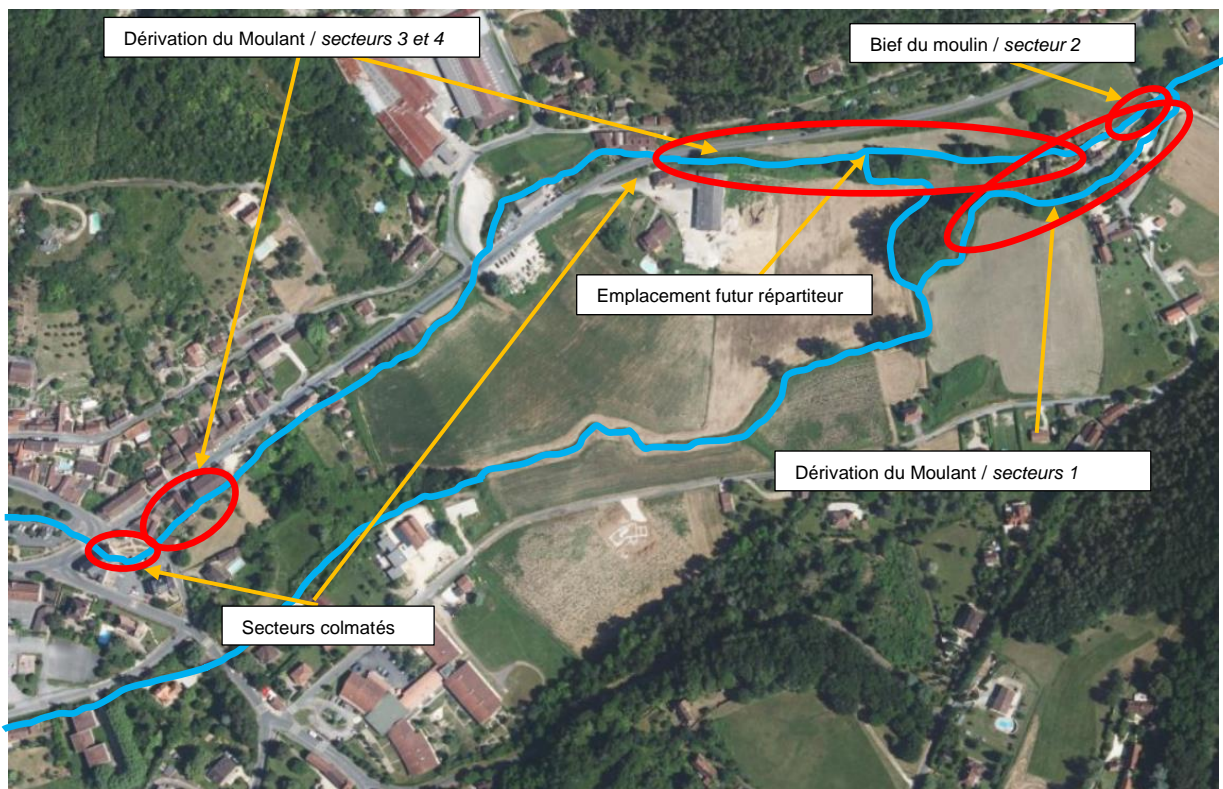 Dérivation du Moulant / secteurs 3 et 4
Bief du moulin / secteur 2
Emplacement futur répartiteur
Dérivation du Moulant / secteurs 1
Secteurs colmatés